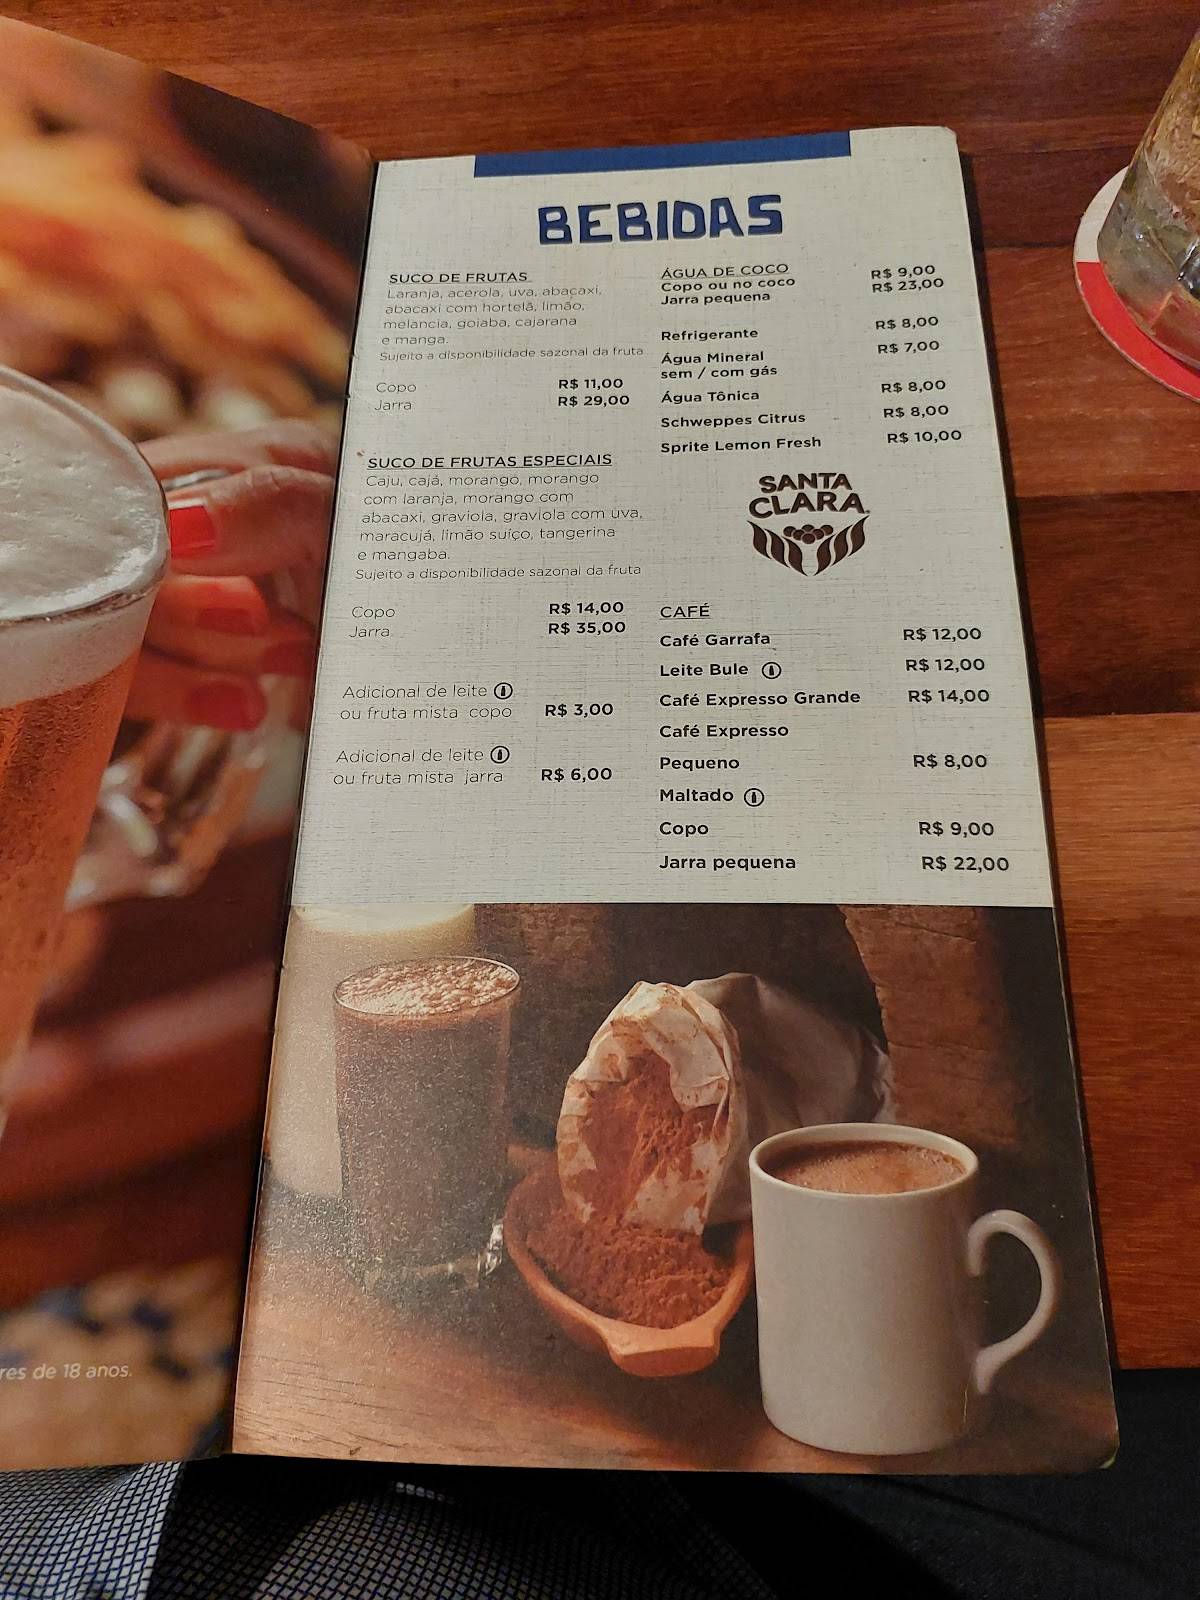 BEBIDAS
SUCO DE FRUTAS
Laranja, acerola, uva, abacaxi,
abacaxi com hortelã, limão,
melancia, goiaba, cajarana
e manga.
Sujeito a disponibilidade sazonal da fruta
Copo R$ 11,00
Jarra R$ 29,00
SUCO DE FRUTAS ESPECIAIS
Caju, cajá, morango, morango
com laranja, morango com
abacaxi, graviola, graviola com uva,
maracujá, limão suíço, tangerina
e mangaba.
Sujeito a disponibilidade sazonal da fruta
Copo R$ 14,00
Jarra R$ 35,00
Adicional de leite
ou fruta mista copo R$ 3,00
Adicional de leite
ou fruta mista jarra R$ 6,00
ÁGUA DE COCO
Copo ou no coco R$ 9,00
Jarra pequena R$ 23,00
Refrigerante R$ 8,00
Água Mineral R$ 7,00
sem / com gás
Água Tônica R$ 8,00
Schweppes Citrus R$ 8,00
Sprite Lemon Fresh R$ 10,00
SANTA
CLARA
CAFÉ
Café Garrafa R$ 12,00
Leite Bule R$ 12,00
Café Expresso Grande R$ 14,00
Café Expresso
Pequeno R$ 8,00
Maltado
Copo R$ 9,00
Jarra pequena R$ 22,00
res de 18 anos.